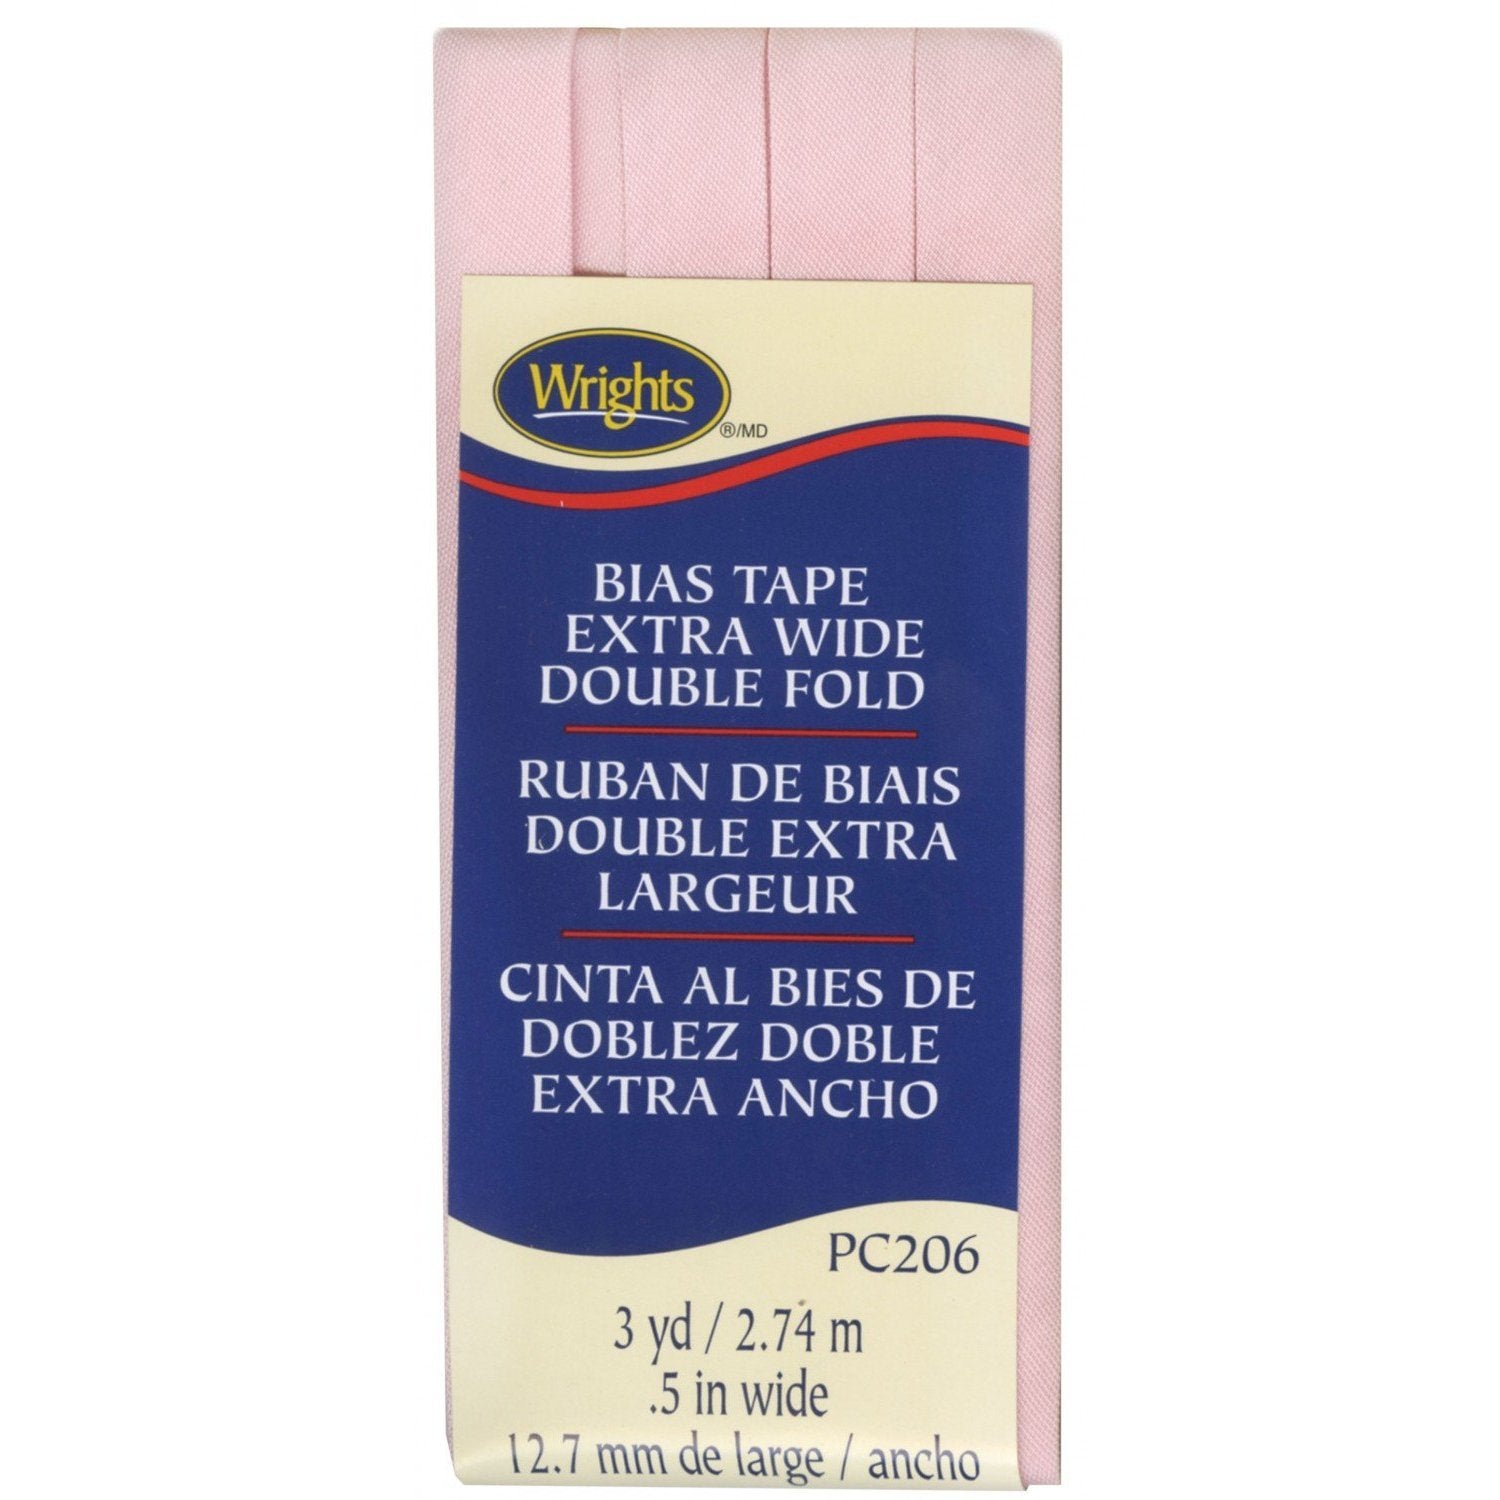 Wrights
®/MD
BIAS TAPE
EXTRA WIDE
DOUBLE FOLD
RUBAN DE BIAIS
DOUBLE EXTRA
LARGEUR
CINTA AL BIES DE
DOBLEZ DOBLE
EXTRA ANCHO
PC206
3 yd / 2.74 m
.5 in wide
12.7 mm de large / ancho